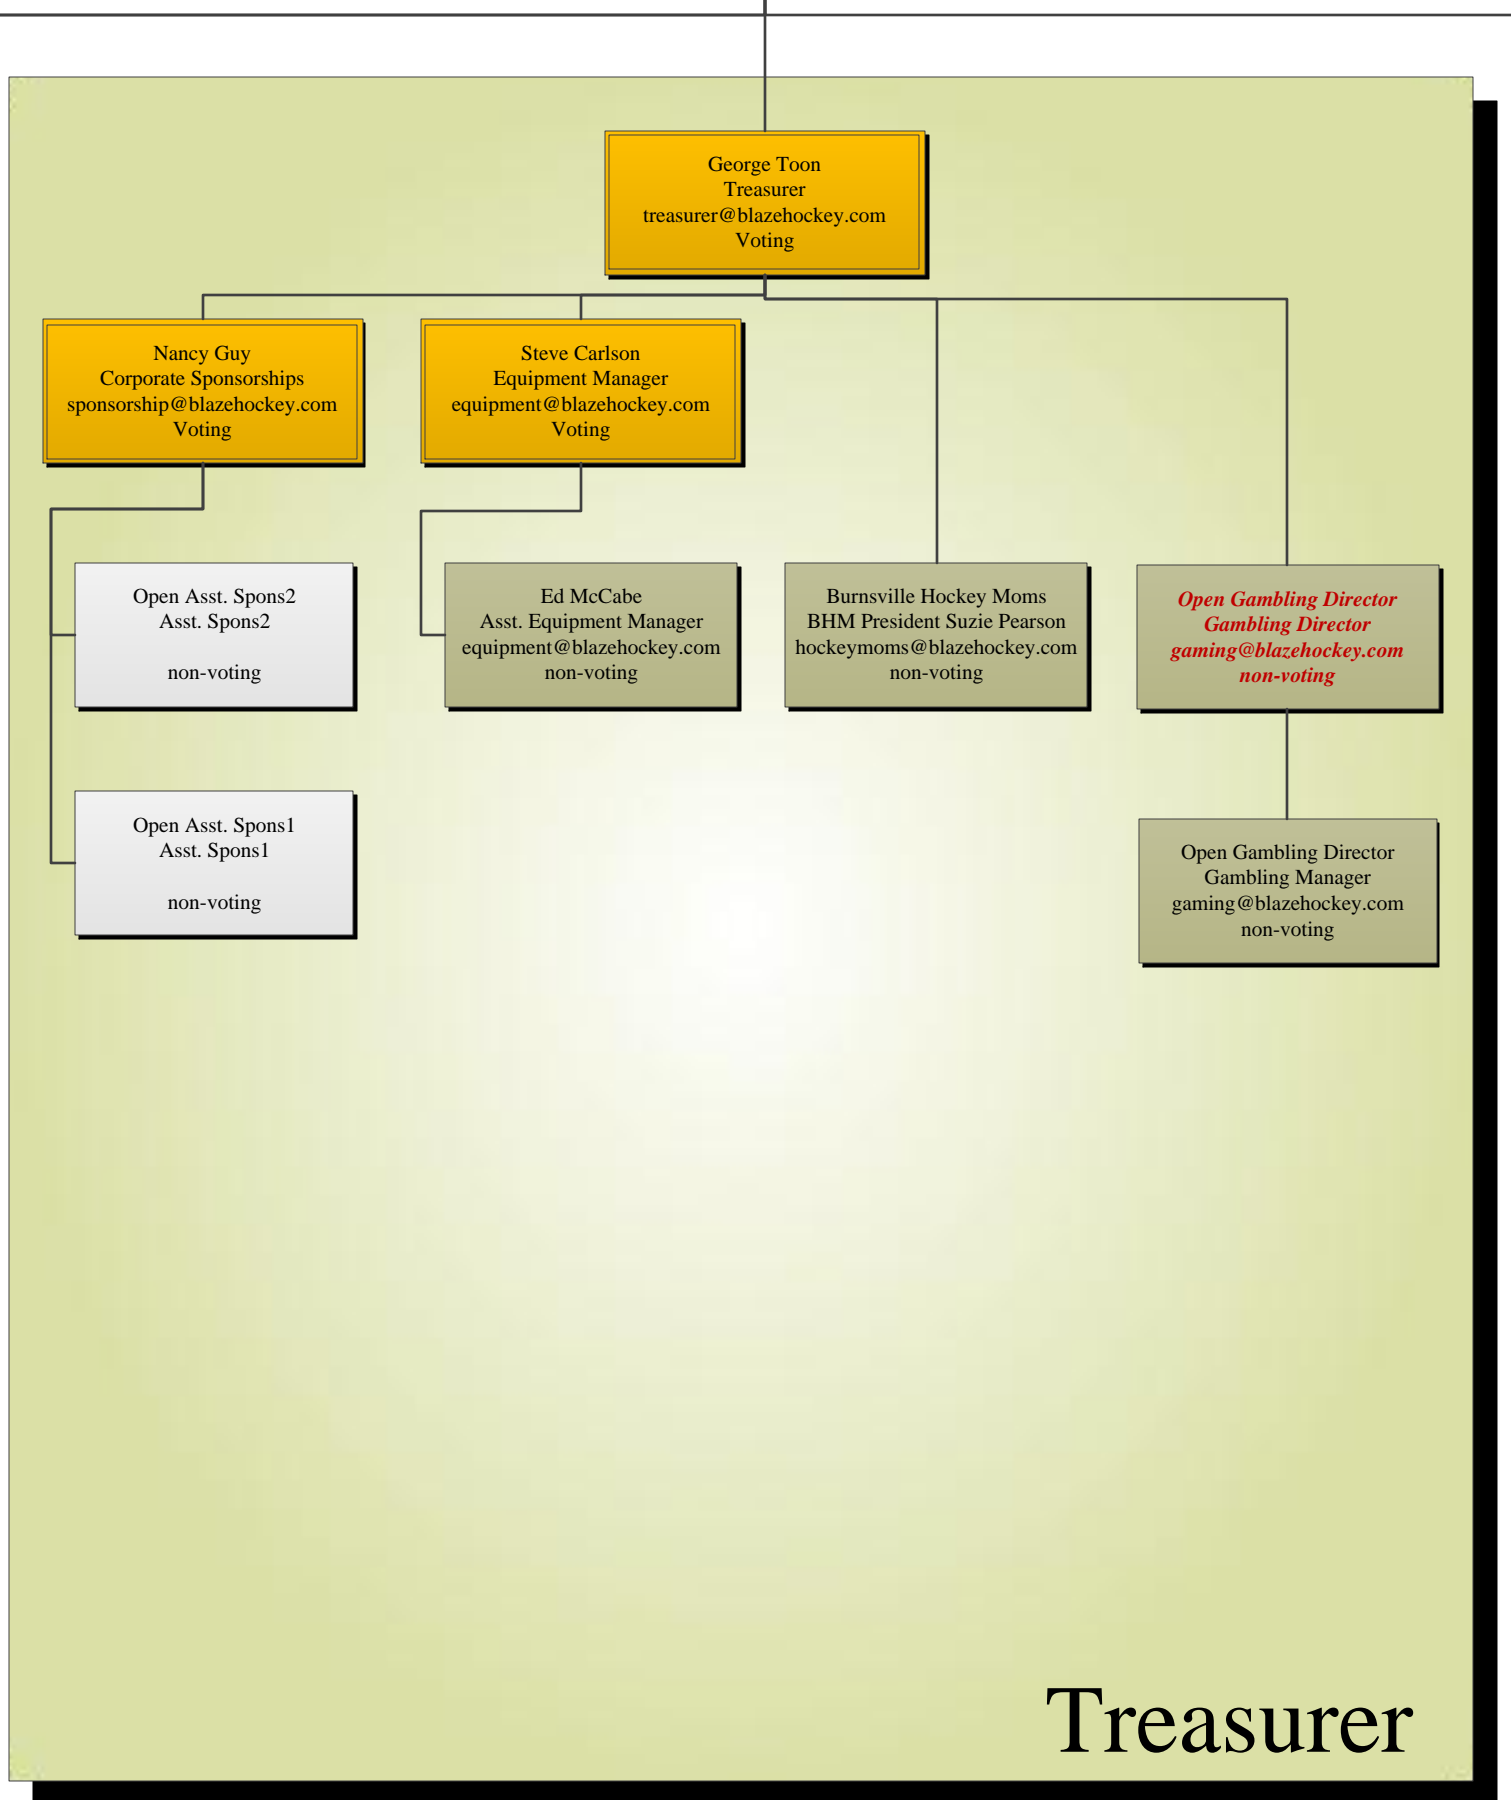 George Toon
Treasurer
treasurer@blazehockey.com
Voting
Nancy Guy
Corporate Sponsorships
sponsorship@blazehockey.com
Voting
Steve Carlson
Equipment Manager
equipment@blazehockey.com
Voting
Open Asst. Spons2
Asst. Spons2
non-voting
Ed McCabe
Asst. Equipment Manager
equipment@blazehockey.com
non-voting
Burnsville Hockey Moms
BHM President Suzie Pearson
hockeymoms@blazehockey.com
non-voting
Open Gambling Director
Gambling Director
gaming@blazehockey.com
non-voting
Open Asst. Spons1
Asst. Spons1
non-voting
Open Gambling Director
Gambling Manager
gaming@blazehockey.com
non-voting
Treasurer